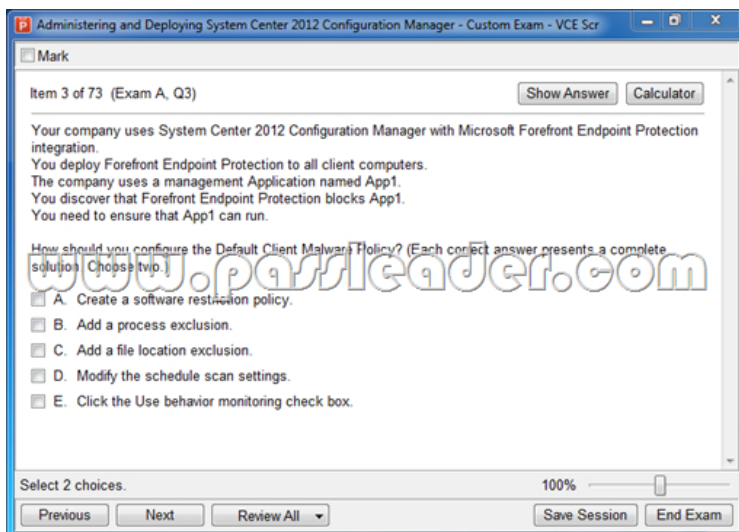 Administering and Deploying System Center 2012 Configuration Manager - Custom Exam - VCE Scr
Mark
Item 3 of 73 (Exam A, Q3)
Show Answer
Calculator
Your company uses System Center 2012 Configuration Manager with Microsoft Forefront Endpoint Protection
integration.
You deploy Forefront Endpoint Protection to all client computers.
The company uses a management Application named App1.
You discover that Forefront Endpoint Protection blocks App1.
You need to ensure that App1 can run.
How should you configure the Default Client Malware Policy? (Each correct answer presents a complete
solution. Choose two.)
www.passleader.com
A. Create a software restriction policy.
B. Add a process exclusion.
C. Add a file location exclusion.
D. Modify the schedule scan settings.
E. Click the Use behavior monitoring check box.
Select 2 choices.
100%
Previous
Next
Review All
Save Session
End Exam